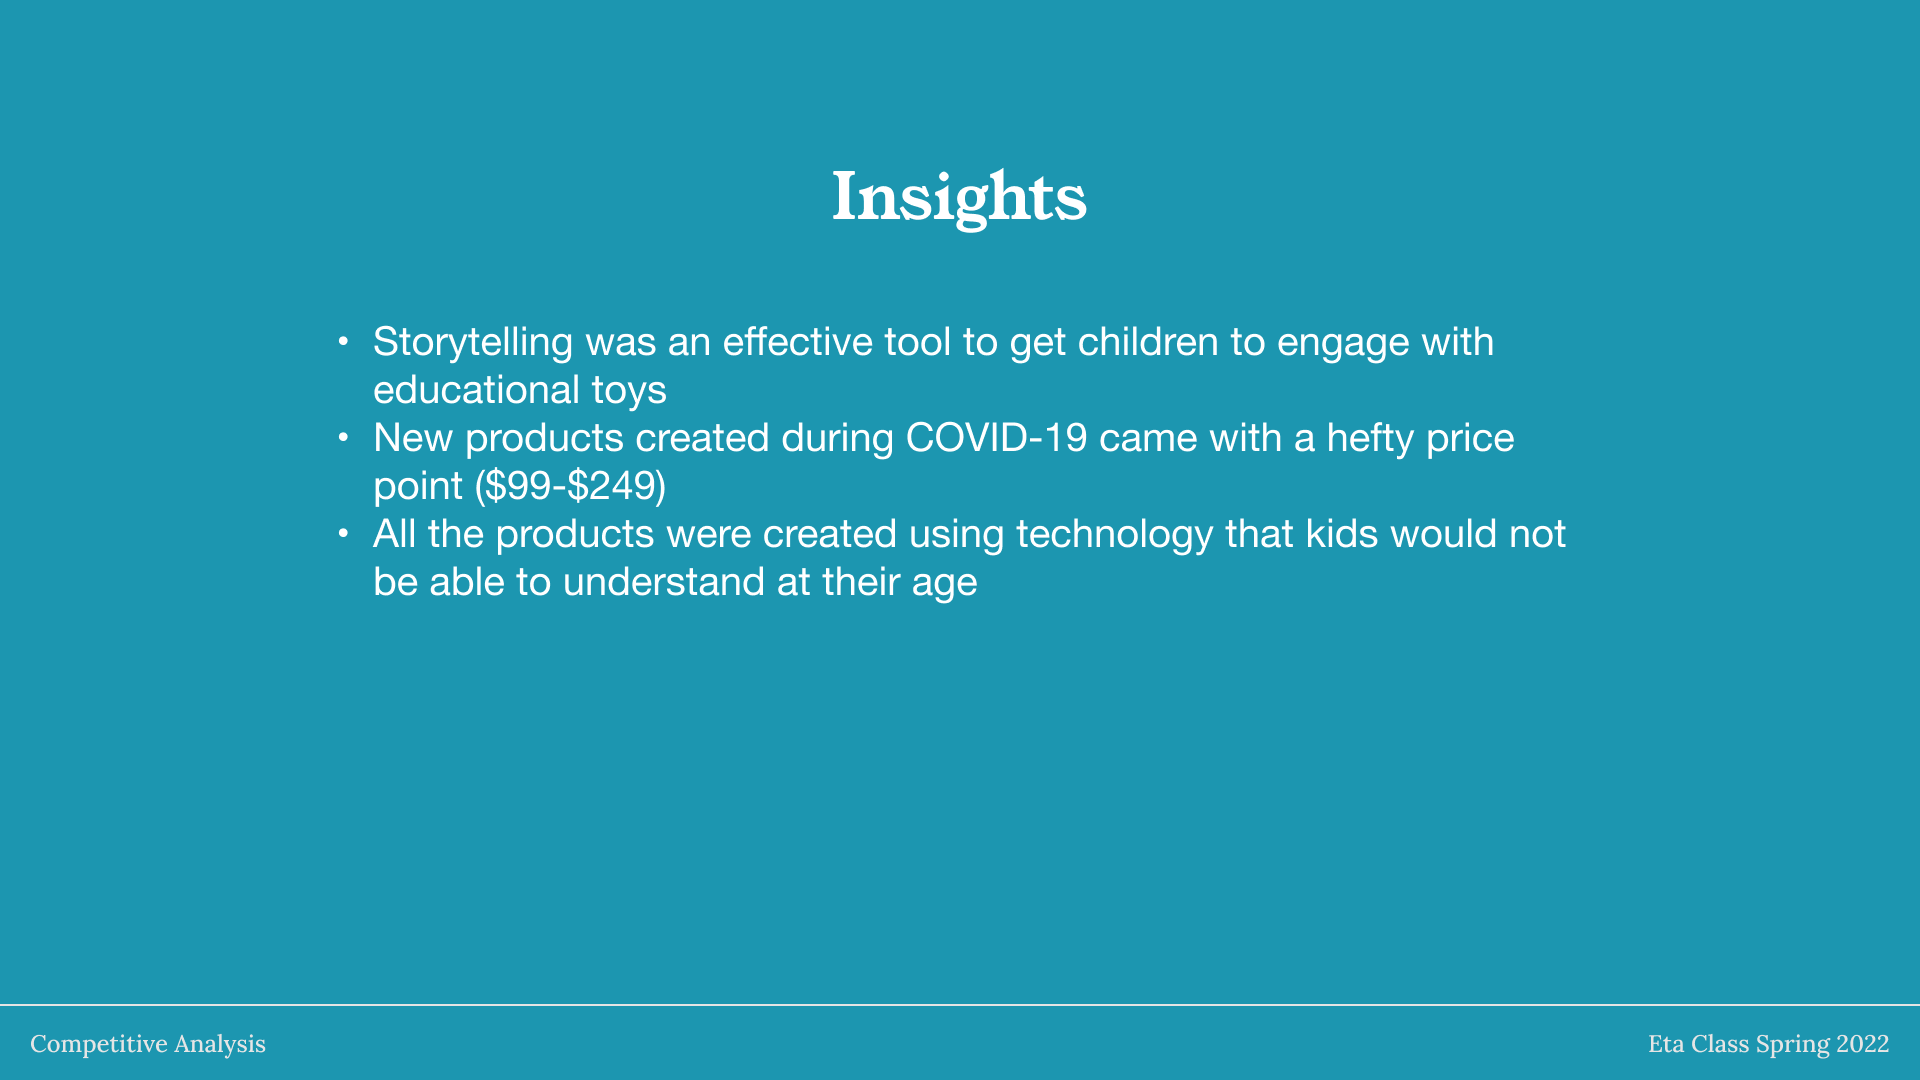 Insights
• Storytelling was an effective tool to get children to engage with
educational toys
• New products created during COVID-19 came with a hefty price
point ($99-$249)
• All the products were created using technology that kids would not
be able to understand at their age
Competitive Analysis
Eta Class Spring 2022